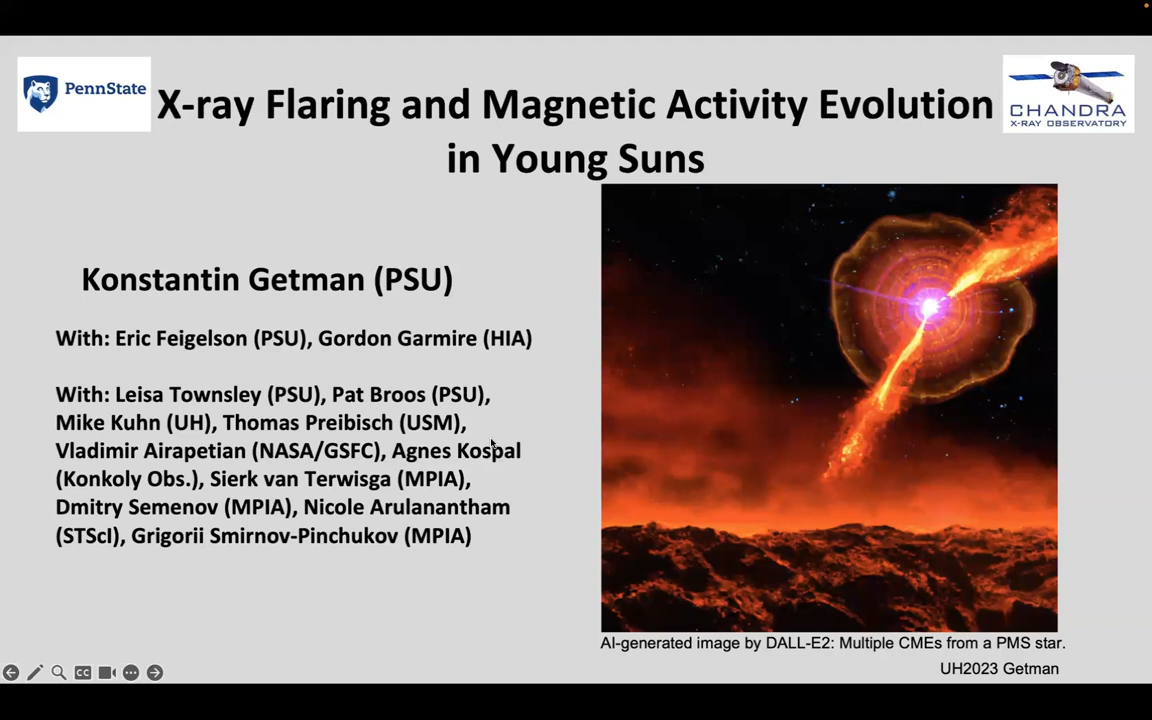 PennState
X-ray Flaring and Magnetic Activity Evolution
in Young Suns
CHANDRA
X-RAY OBSERVATORY
Konstantin Getman (PSU)
With: Eric Feigelson (PSU), Gordon Garmire (HIA)
With: Leisa Townsley (PSU), Pat Broos (PSU),
Mike Kuhn (UH), Thomas Preibisch (USM),
Vladimir Airapetian (NASA/GSFC), Agnes Kospal
(Konkoly Obs.), Sierk van Terwisga (MPIA),
Dmitry Semenov (MPIA), Nicole Arulanantham
(STScI), Grigorii Smirnov-Pinchukov (MPIA)
AI-generated image by DALL-E2: Multiple CMEs from a PMS star.
UH2023 Getman
CC